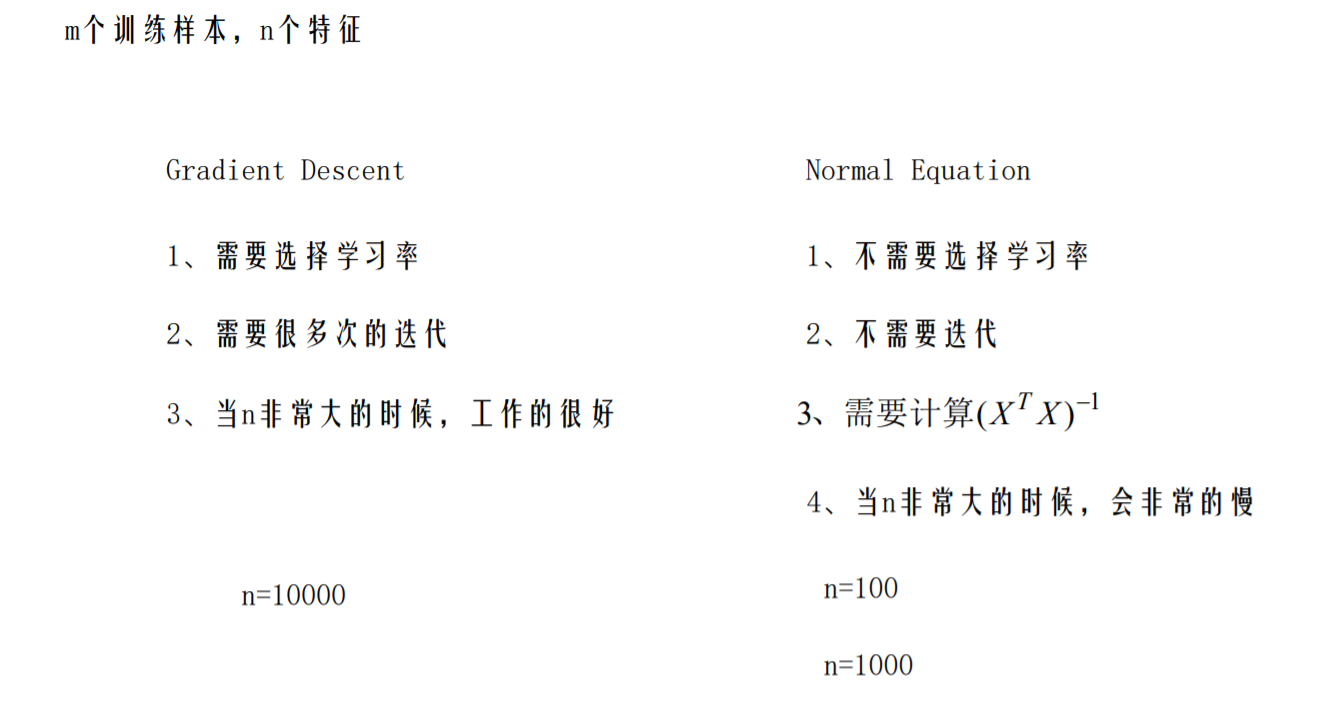 m个训练样本，n个特征
Gradient Descent
1、需要选择学习率
2、需要很多次的迭代
3、当n非常大的时候，工作的很好
n=10000
Normal Equation
1、不需要选择学习率
2、不需要迭代
3、需要计算(X^T X)^{-1}
4、当n非常大的时候，会非常的慢
n=100
n=1000